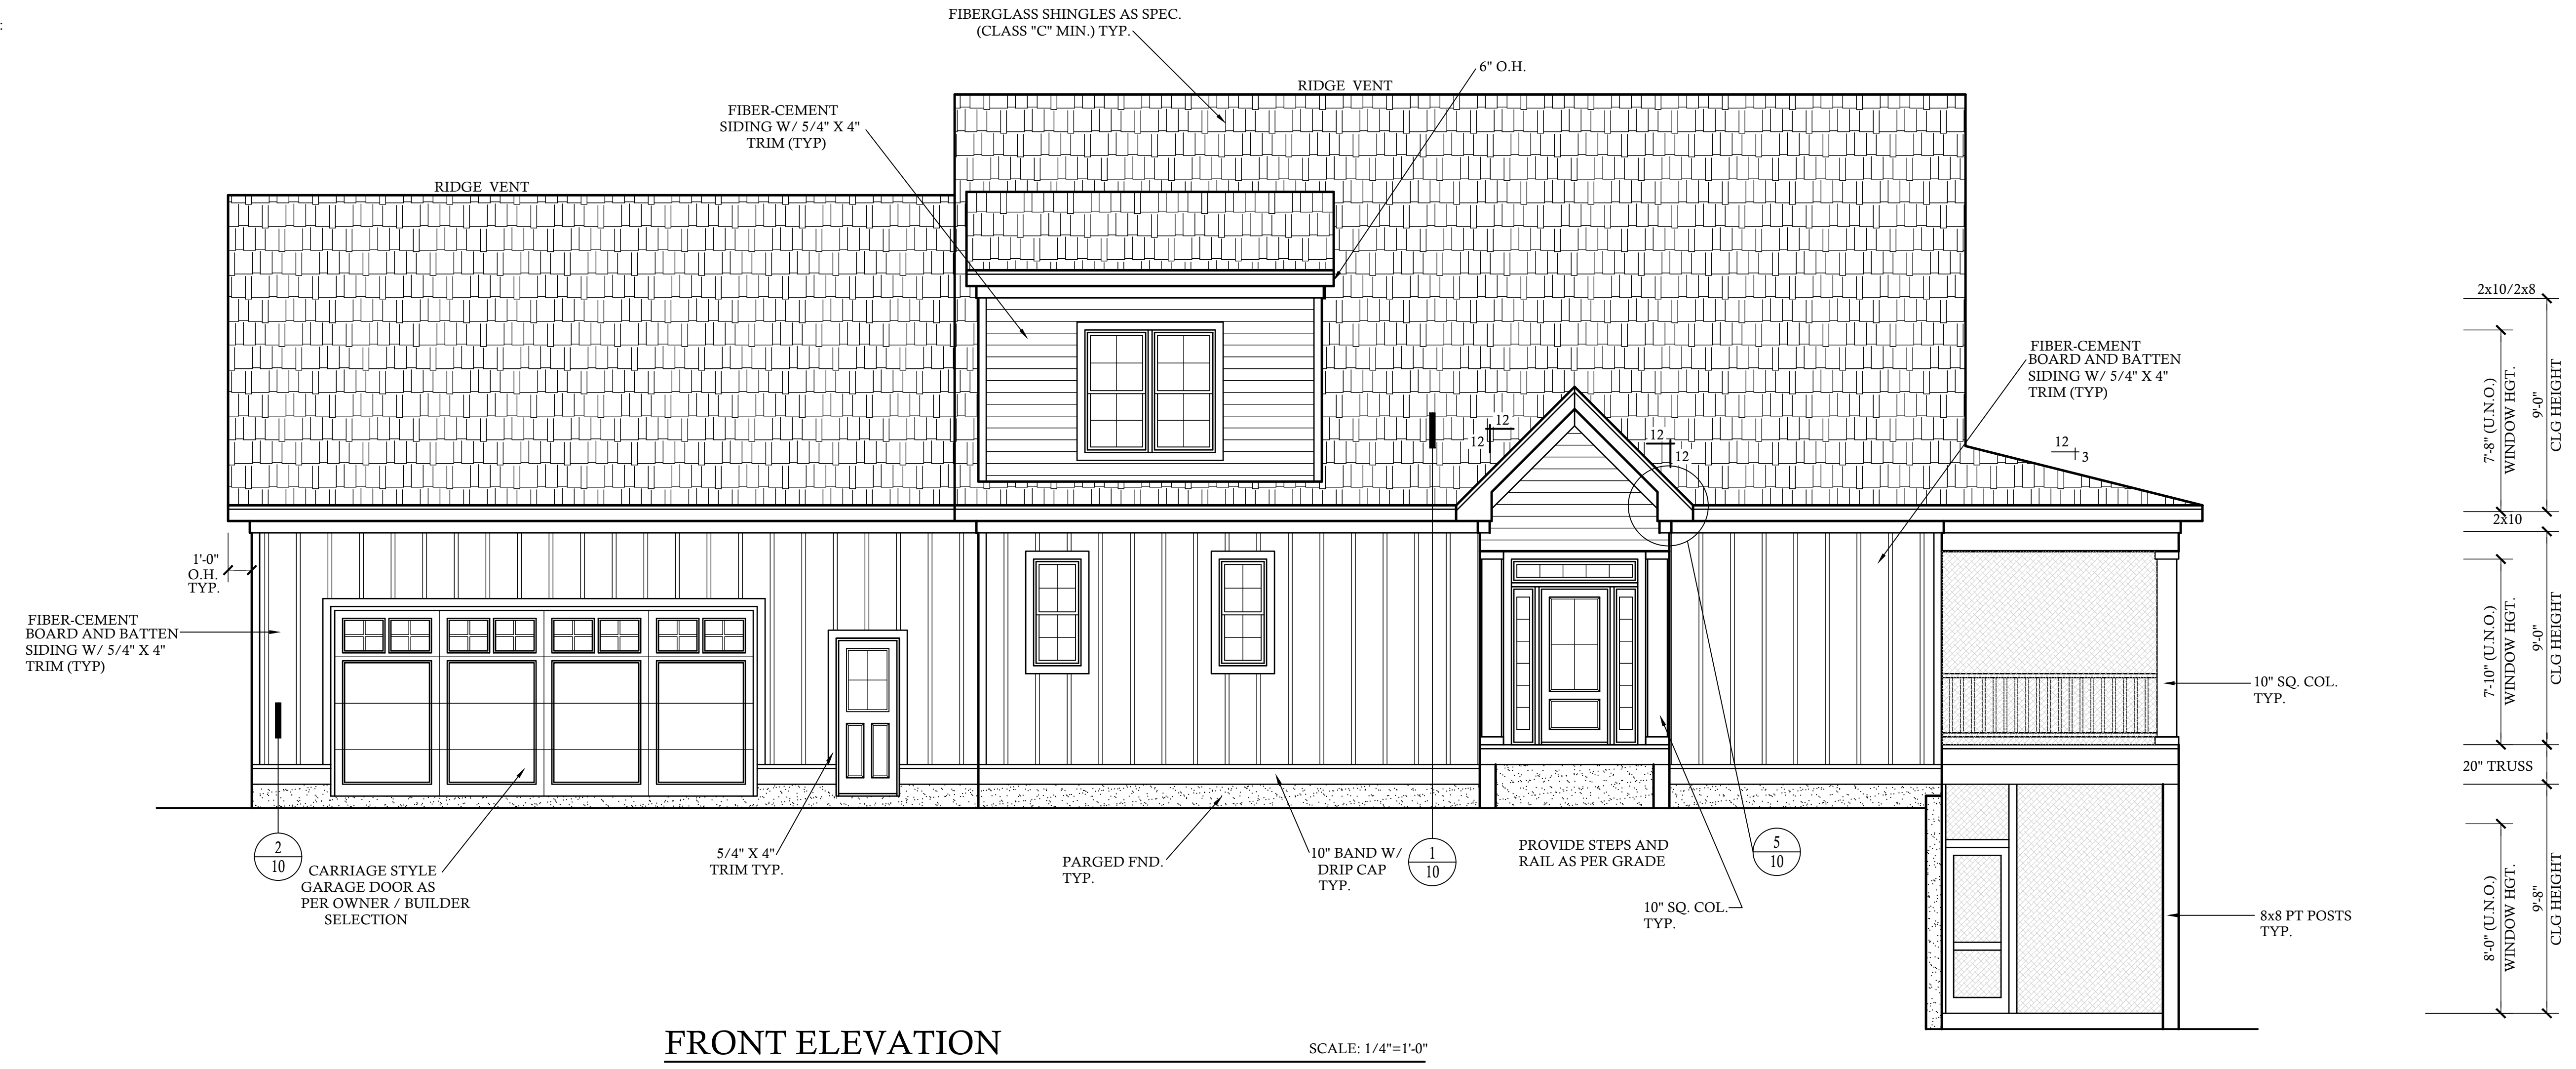 :
FIBERGLASS SHINGLES AS SPEC.
(CLASS "C" MIN.) TYP.
6" O.H.
RIDGE VENT
FIBER-CEMENT
SIDING W/ 5/4" X 4"
TRIM (TYP)
RIDGE VENT
2x10/2x8
FIBER-CEMENT
BOARD AND BATTEN
SIDING W/ 5/4" X 4"
TRIM (TYP)
7'-8" (U.N.O.)
WINDOW HGT.
9'-0"
CLG HEIGHT
12
12
12
12
12
3
2x10
1'-0"
O.H.
TYP.
FIBER-CEMENT
BOARD AND BATTEN
SIDING W/ 5/4" X 4"
TRIM (TYP)
7'-10" (U.N.O.)
WINDOW HGT.
9'-0"
CLG HEIGHT
10" SQ. COL.
TYP.
20" TRUSS
2
10
CARRIAGE STYLE
GARAGE DOOR AS
PER OWNER / BUILDER
SELECTION
5/4" X 4"
TRIM TYP.
PARGED FND.
TYP.
10" BAND W/
DRIP CAP
TYP.
1
10
PROVIDE STEPS AND
RAIL AS PER GRADE
5
10
10" SQ. COL.
TYP.
8x8 PT POSTS
TYP.
8'-0" (U.N.O.)
WINDOW HGT.
9'-8"
CLG HEIGHT
FRONT ELEVATION
SCALE: 1/4"=1'-0"